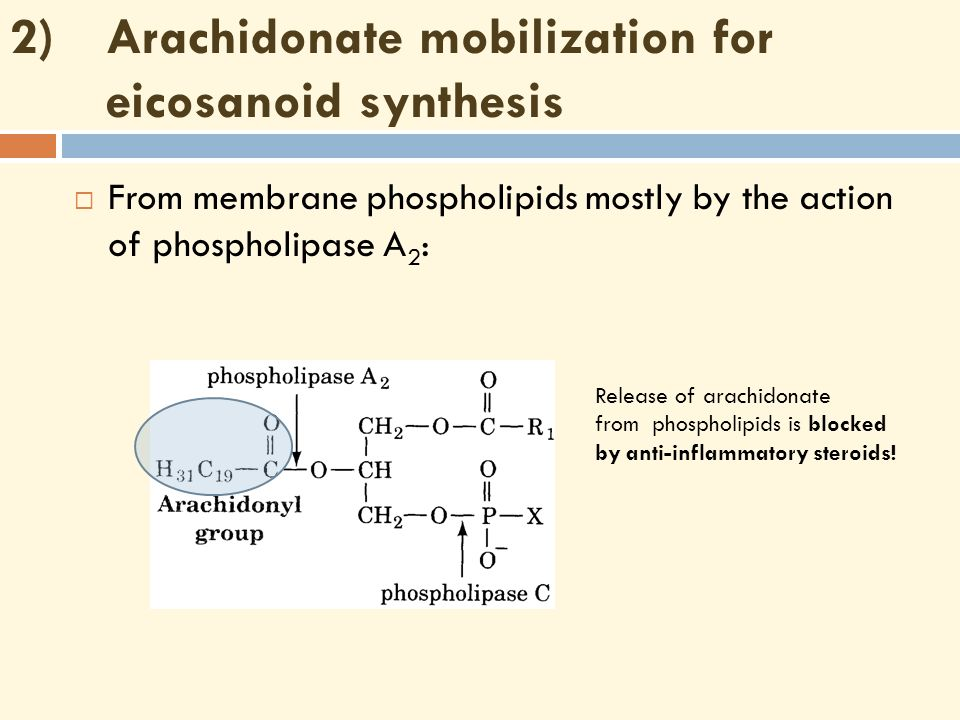 2) Arachidonate mobilization for
eicosanoid synthesis
From membrane phospholipids mostly by the action
of phospholipase A₂:
phospholipase A₂
O O
CH₂—O—C—R₁
H₃₁C₁₉—C—O—CH
O
Arachidonyl
group
CH₂—O—P—X
O⁻
phospholipase C
Release of arachidonate
from phospholipids is blocked
by anti-inflammatory steroids!